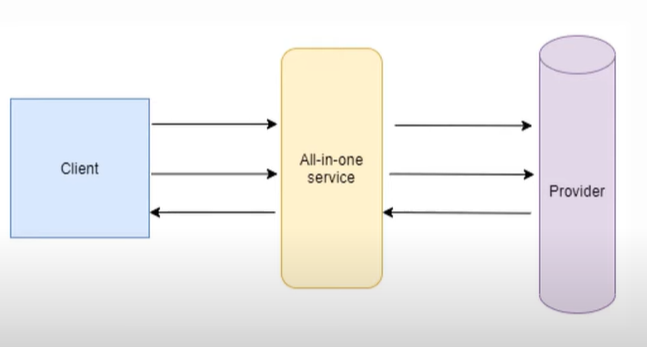 Client
All-in-one
service
Provider